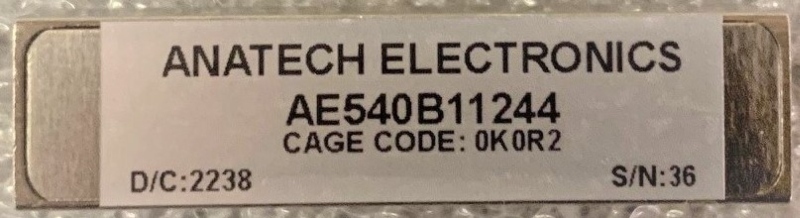 ANATECH ELECTRONICS
AE540B11244
CAGE CODE: 0K0R2
D/C:2238 S/N:36